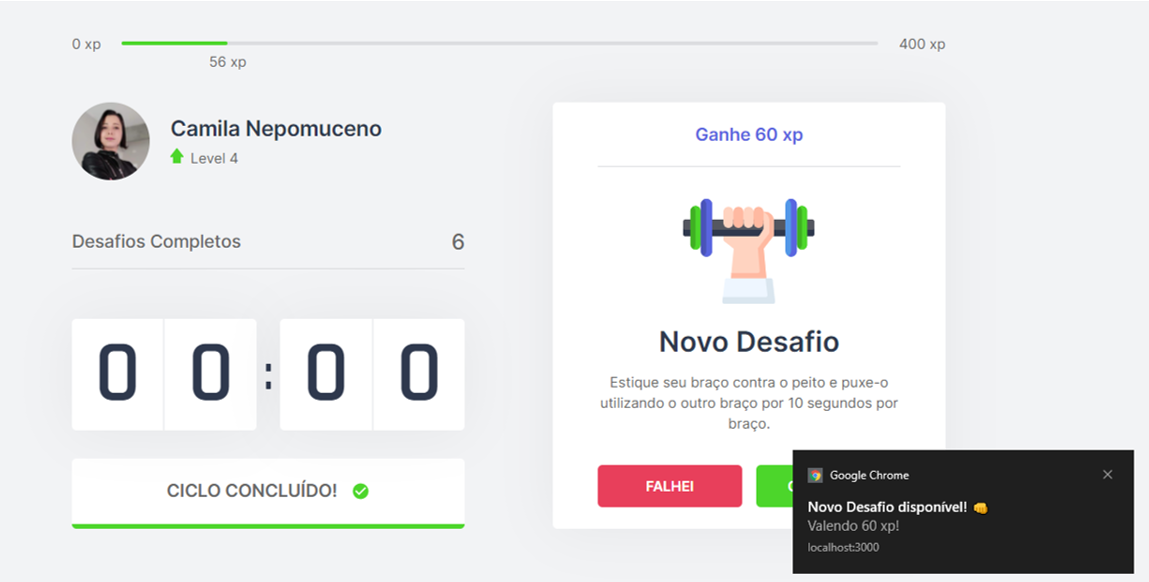 0 xp
400 xp
56 xp
Camila Nepomuceno
Level 4
Desafios Completos 6
00:00
CICLO CONCLUÍDO!
Ganhe 60 xp
Novo Desafio
Estique seu braço contra o peito e puxe-o
utilizando o outro braço por 10 segundos por
braço.
FALHEI
Google Chrome
Novo Desafio disponível! 👊
Valendo 60 xp!
localhost:3000